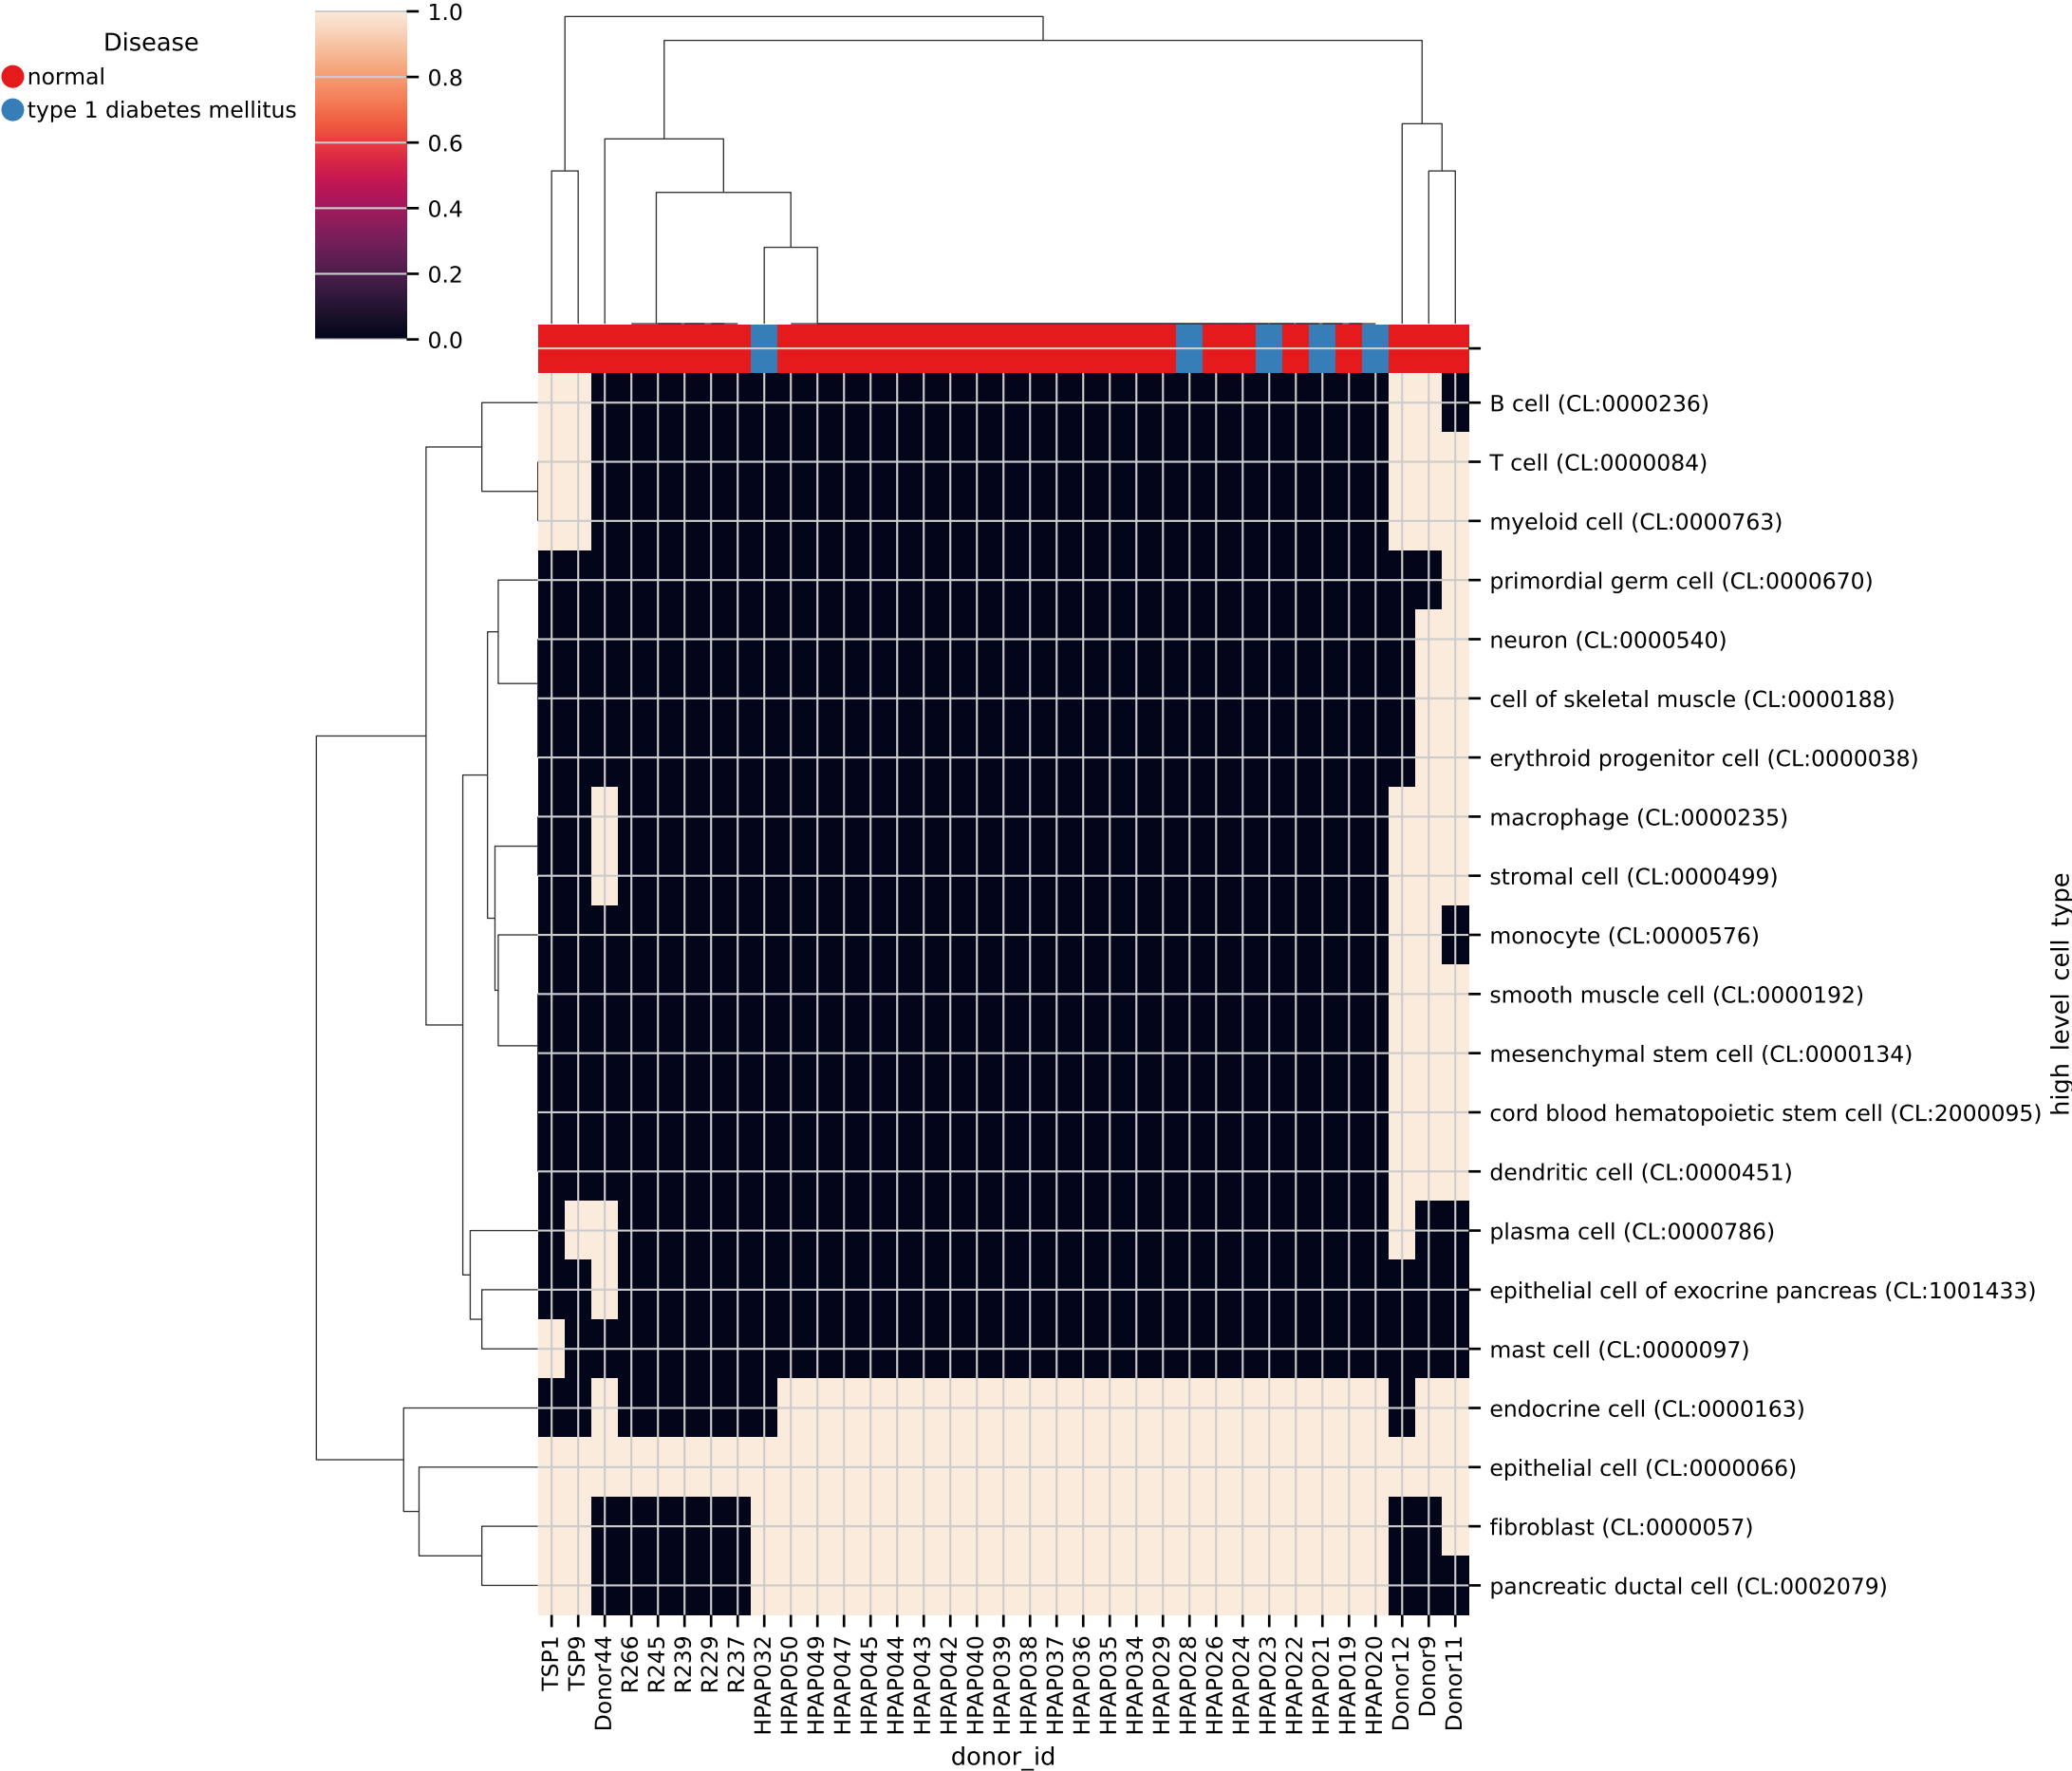 Disease
normal
type 1 diabetes mellitus
1.0
0.8
0.6
0.4
0.2
0.0
B cell (CL:0000236)
T cell (CL:0000084)
myeloid cell (CL:0000763)
primordial germ cell (CL:0000670)
neuron (CL:0000540)
cell of skeletal muscle (CL:0000188)
erythroid progenitor cell (CL:0000038)
macrophage (CL:0000235)
stromal cell (CL:0000499)
monocyte (CL:0000576)
smooth muscle cell (CL:0000192)
mesenchymal stem cell (CL:0000134)
cord blood hematopoietic stem cell (CL:2000095)
dendritic cell (CL:0000451)
plasma cell (CL:0000786)
epithelial cell of exocrine pancreas (CL:1001433)
mast cell (CL:0000097)
endocrine cell (CL:0000163)
epithelial cell (CL:0000066)
fibroblast (CL:0000057)
pancreatic ductal cell (CL:0002079)
high level cell type
TSP1
TSP9
Donor44
R266
R245
R239
R229
R237
HPAP032
HPAP050
HPAP049
HPAP047
HPAP045
HPAP044
HPAP043
HPAP042
HPAP040
HPAP039
HPAP038
HPAP037
HPAP036
HPAP035
HPAP034
HPAP029
HPAP028
HPAP026
HPAP024
HPAP023
HPAP022
HPAP021
HPAP019
HPAP020
Donor12
Donor9
Donor11
donor_id